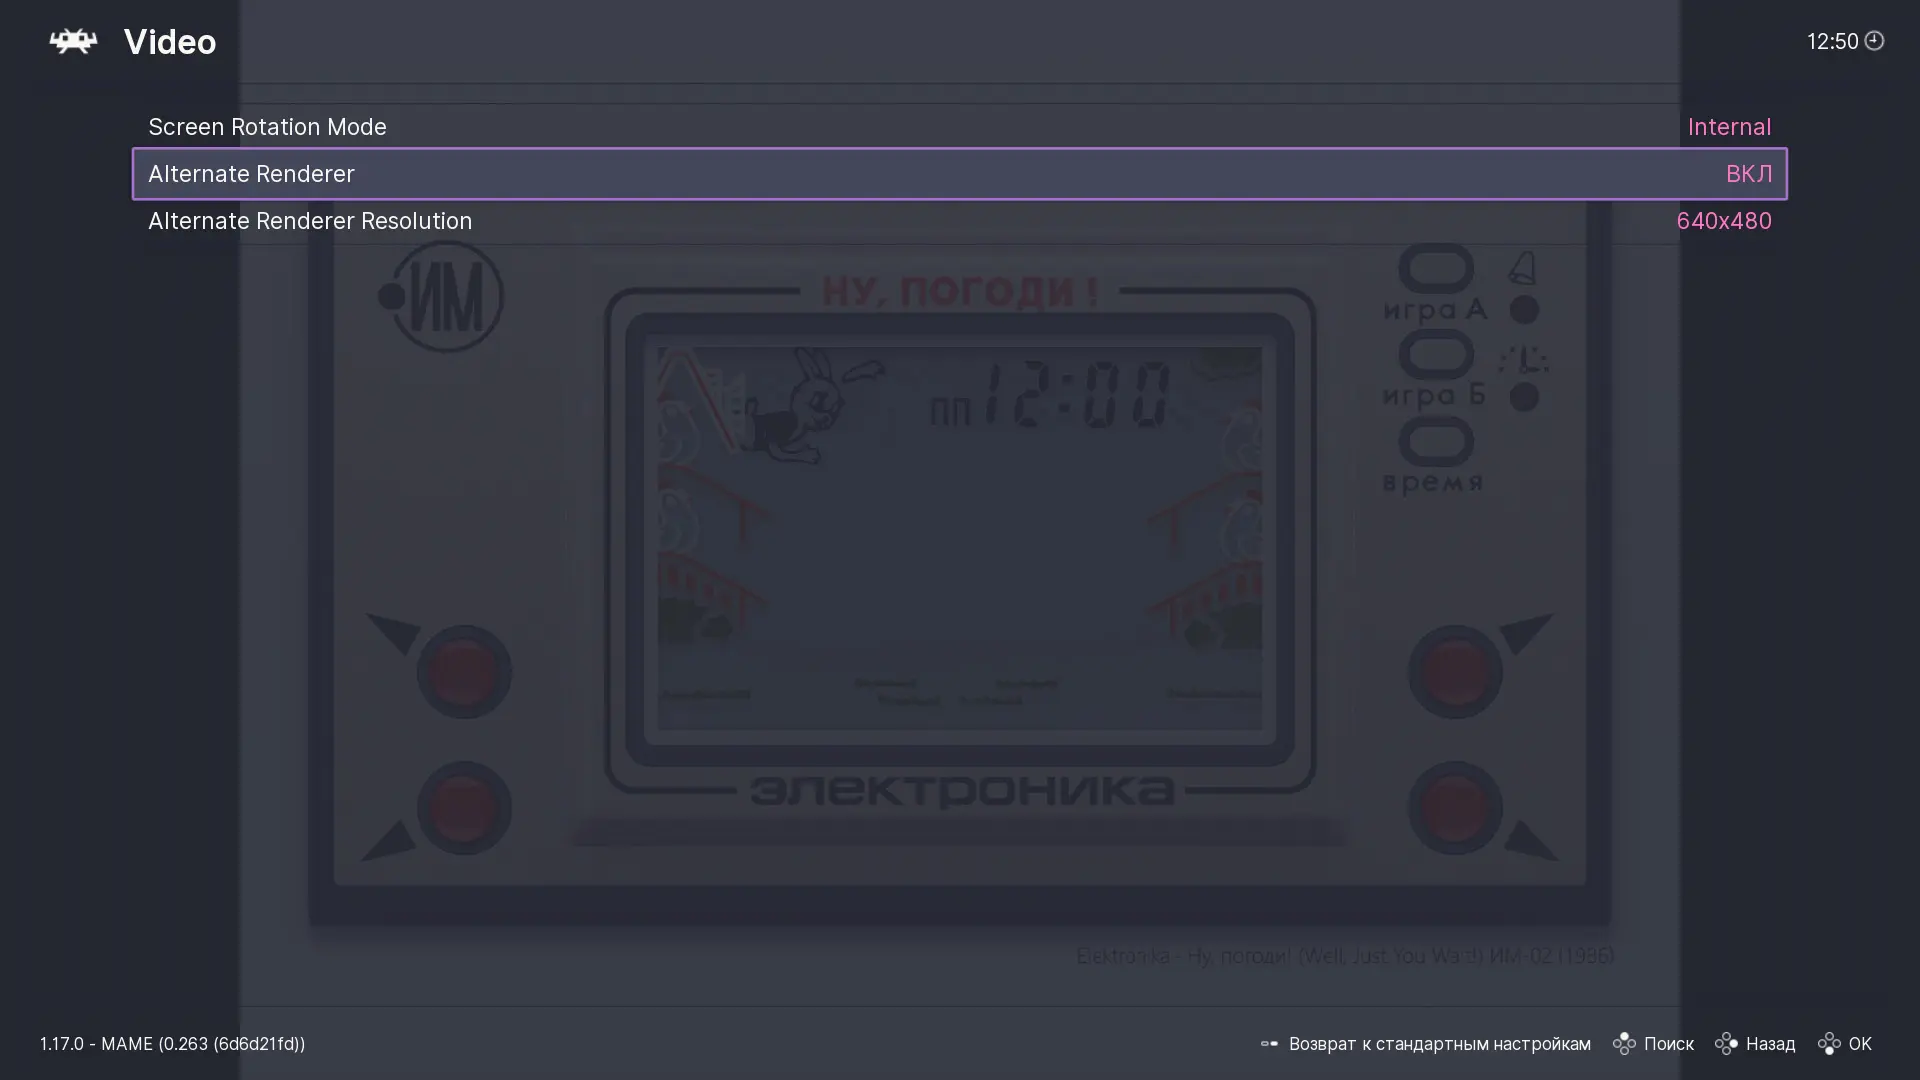 Video
12:50
Screen Rotation Mode
Internal
Alternate Renderer
ВКЛ
Alternate Renderer Resolution
640x480
ИМ
НУ, ПОГОДИ !
игра А
пп 12:00
игра Б
время
электроника
Elektronika - Ну, погоди! (Well, Just You Wait!) ИМ-02 (1986)
1.17.0 - MAME (0.263 (6d6d21fd))
Возврат к стандартным настройкам
Поиск
Назад
OK